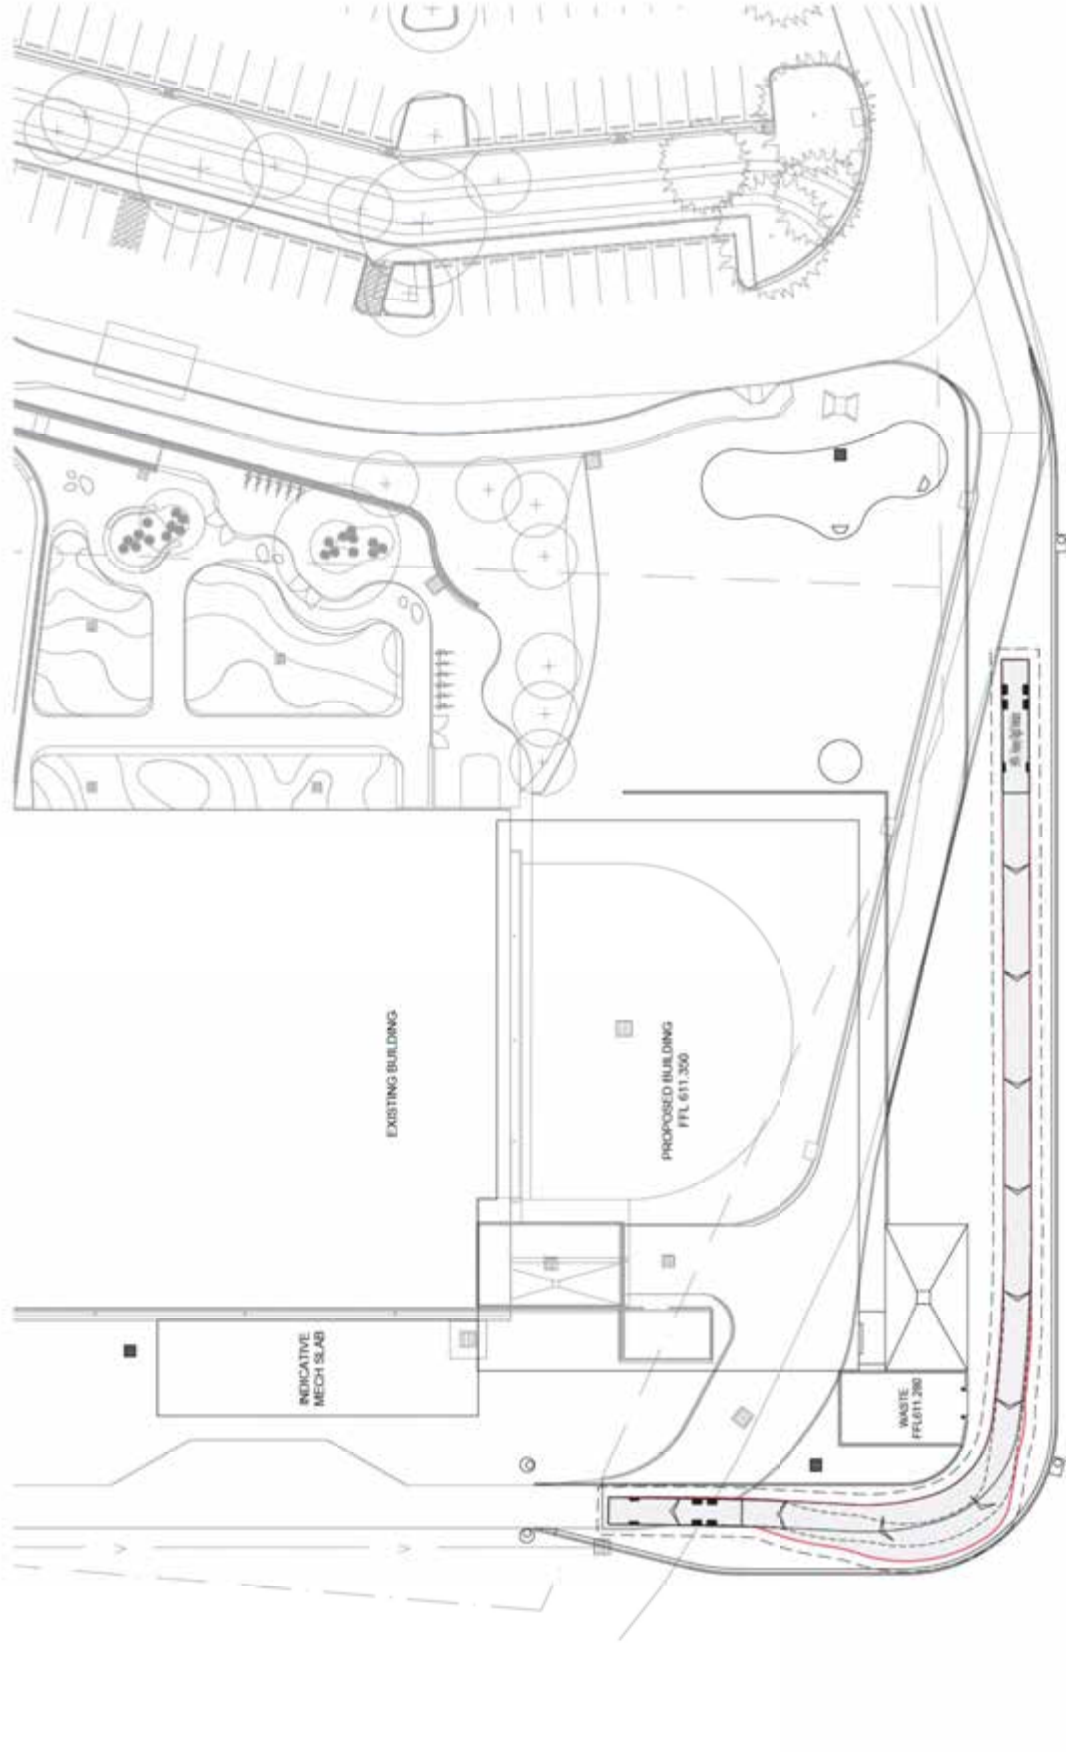 EXISTING BUILDING
PROPOSED BUILDING
FFL 611.350
INDICATIVE
MECH SLAB
WASTE
FFL611.280